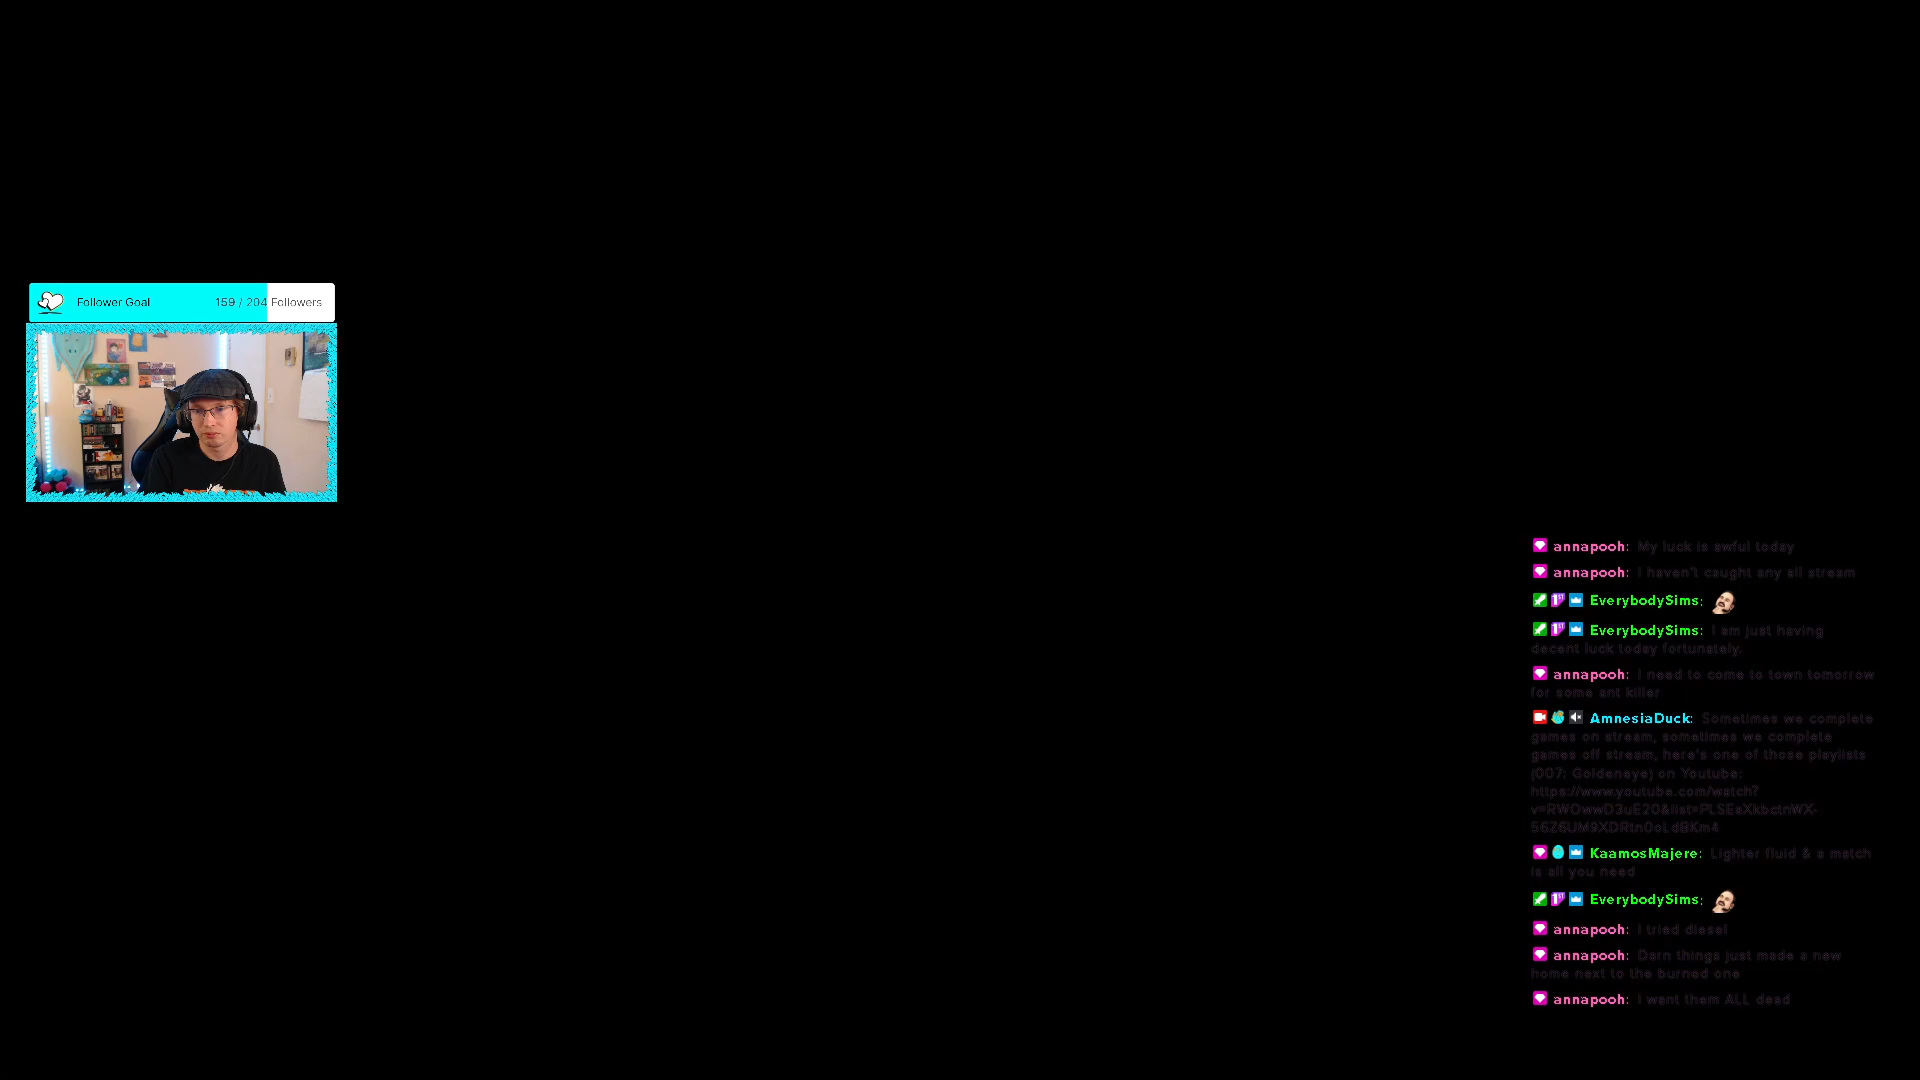 Follower Goal 159 / 204 Followers
annapooh: My luck is awful today
annapooh: I haven't caught any all stream
EverybodySims:
EverybodySims: I am just having
decent luck today fortunately.
annapooh: I need to come to town tomorrow
for some ant killer
AmnesiaDuck: Sometimes we complete
games on stream, sometimes we complete
games off stream, here's one of those playlists
(007: Goldeneye) on Youtube:
https://www.youtube.com/watch?
KaamosMajere: Lighter fluid & a match
is all you need
EverybodySims:
annapooh: I tried diesel
annapooh: Darn things just made a new
home next to the burned one
annapooh: I want them ALL dead